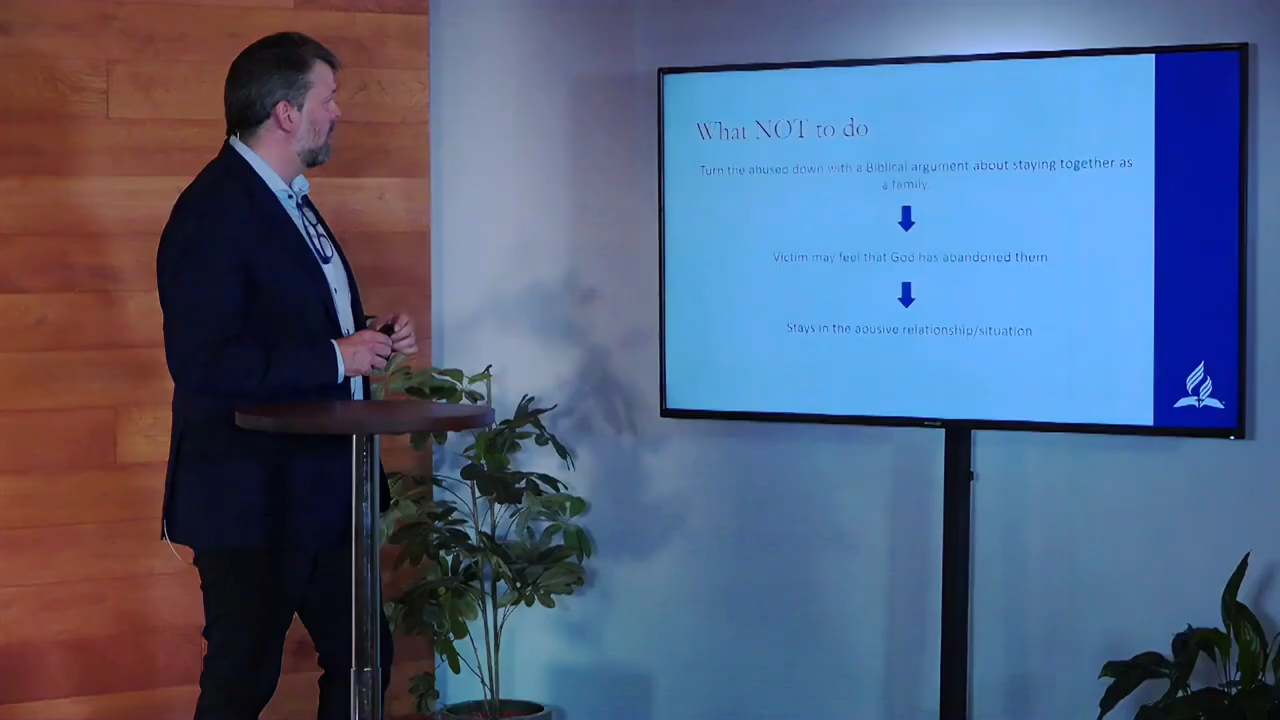 What NOT to do
Turn the abused down with a Biblical argument about staying together as
a family.
Victim may feel that God has abandoned them
Stays in the abusive relationship/situation